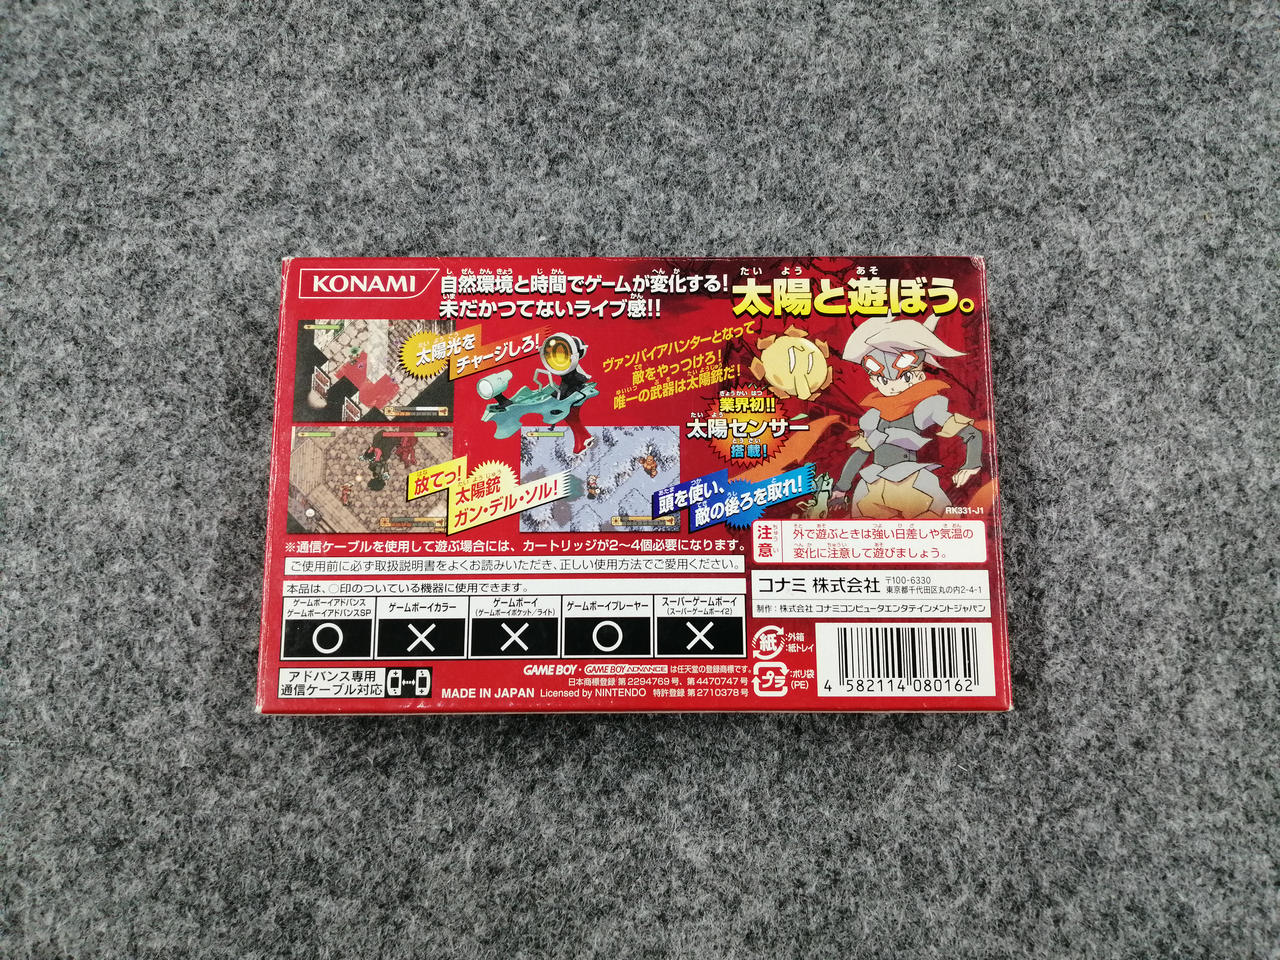 KONAMI
自然環境と時間でゲームが変化する!
未だかつてないライブ感!!
太陽と遊ぼう。
太陽光を
チャージしろ!
ヴァンパイアハンターとなって
敵をやっつけろ!
唯一の武器は太陽銃だ!
業界初!!
太陽センサー
搭載!
放てっ!
太陽銃
ガン・デル・ソル!
頭を使い、
敵の後ろを取れ!
RK331-J1
※通信ケーブルを使用して遊ぶ場合には、カートリッジが2〜4個必要になります。
ご使用前に必ず取扱説明書をよくお読みいただき、正しい使用方法でご愛用ください。
本品は、○印のついている機器に使用できます。
ゲームボーイアドバンス
ゲームボーイアドバンスSP
ゲームボーイカラー
ゲームボーイ
(ゲームボーイポケット/ライト)
ゲームボーイプレーヤー
スーパーゲームボーイ
(スーパーゲームボーイ2)
○ × × ○ ×
アドバンス専用
通信ケーブル対応
GAME BOY・GAME BOY ADVANCE は任天堂の登録商標です。
日本商標登録 第2294769号、第4470747号
MADE IN JAPAN Licensed by NINTENDO 特許登録 第2710378号
注意
外で遊ぶときは強い日差しや気温の
変化に注意して遊びましょう。
コナミ 株式会社
〒100-6330
東京都千代田区丸の内2-4-1
制作:株式会社 コナミコンピュータエンタテインメントジャパン
紙
:外箱
:紙トレイ
プラ
:ポリ袋
(PE)
4 582114 080162